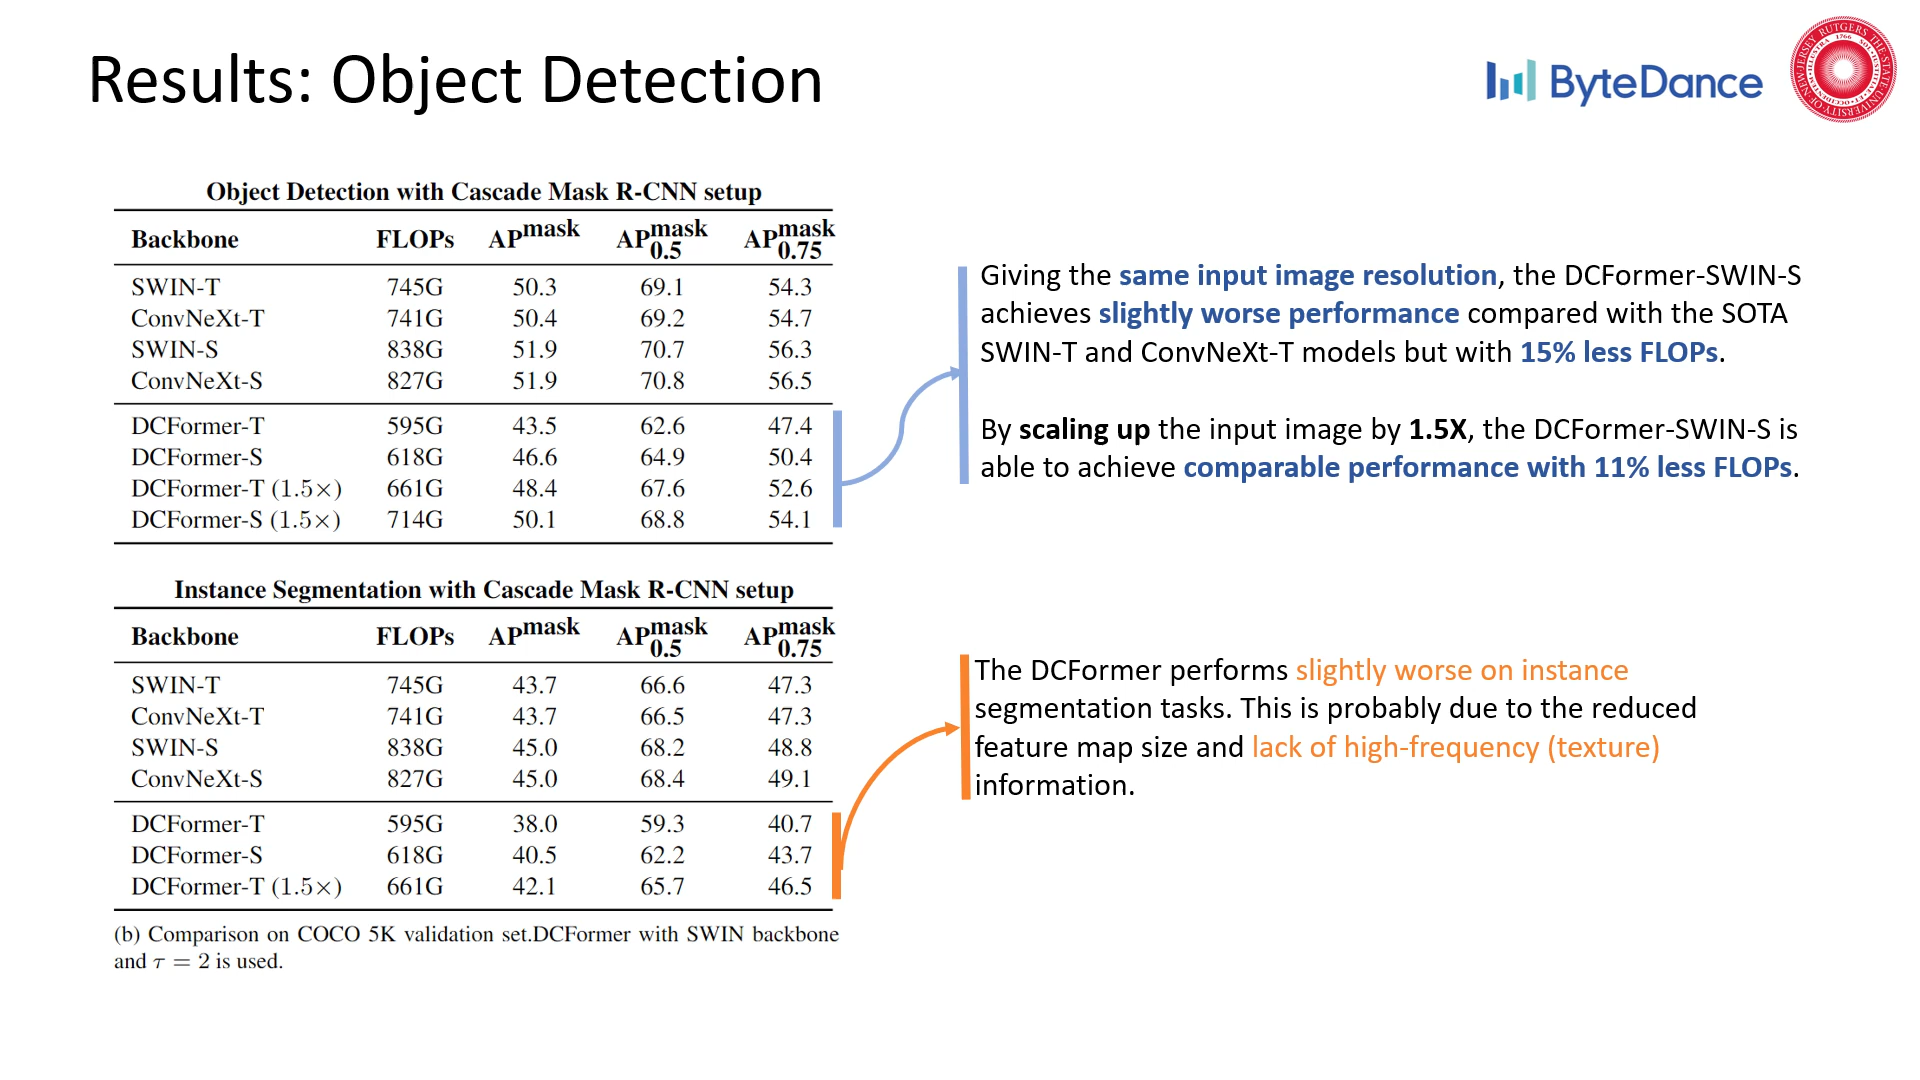 Results: Object Detection
ByteDance
Object Detection with Cascade Mask R-CNN setup
Backbone FLOPs AP^mask AP^mask_0.5 AP^mask_0.75
SWIN-T 745G 50.3 69.1 54.3
ConvNeXt-T 741G 50.4 69.2 54.7
SWIN-S 838G 51.9 70.7 56.3
ConvNeXt-S 827G 51.9 70.8 56.5
DCFormer-T 595G 43.5 62.6 47.4
DCFormer-S 618G 46.6 64.9 50.4
DCFormer-T (1.5×) 661G 48.4 67.6 52.6
DCFormer-S (1.5×) 714G 50.1 68.8 54.1
Giving the same input image resolution, the DCFormer-SWIN-S
achieves slightly worse performance compared with the SOTA
SWIN-T and ConvNeXt-T models but with 15% less FLOPs.
By scaling up the input image by 1.5X, the DCFormer-SWIN-S is
able to achieve comparable performance with 11% less FLOPs.
Instance Segmentation with Cascade Mask R-CNN setup
Backbone FLOPs AP^mask AP^mask_0.5 AP^mask_0.75
SWIN-T 745G 43.7 66.6 47.3
ConvNeXt-T 741G 43.7 66.5 47.3
SWIN-S 838G 45.0 68.2 48.8
ConvNeXt-S 827G 45.0 68.4 49.1
DCFormer-T 595G 38.0 59.3 40.7
DCFormer-S 618G 40.5 62.2 43.7
DCFormer-T (1.5×) 661G 42.1 65.7 46.5
(b) Comparison on COCO 5K validation set.DCFormer with SWIN backbone
and τ = 2 is used.
The DCFormer performs slightly worse on instance
segmentation tasks. This is probably due to the reduced
feature map size and lack of high-frequency (texture)
information.